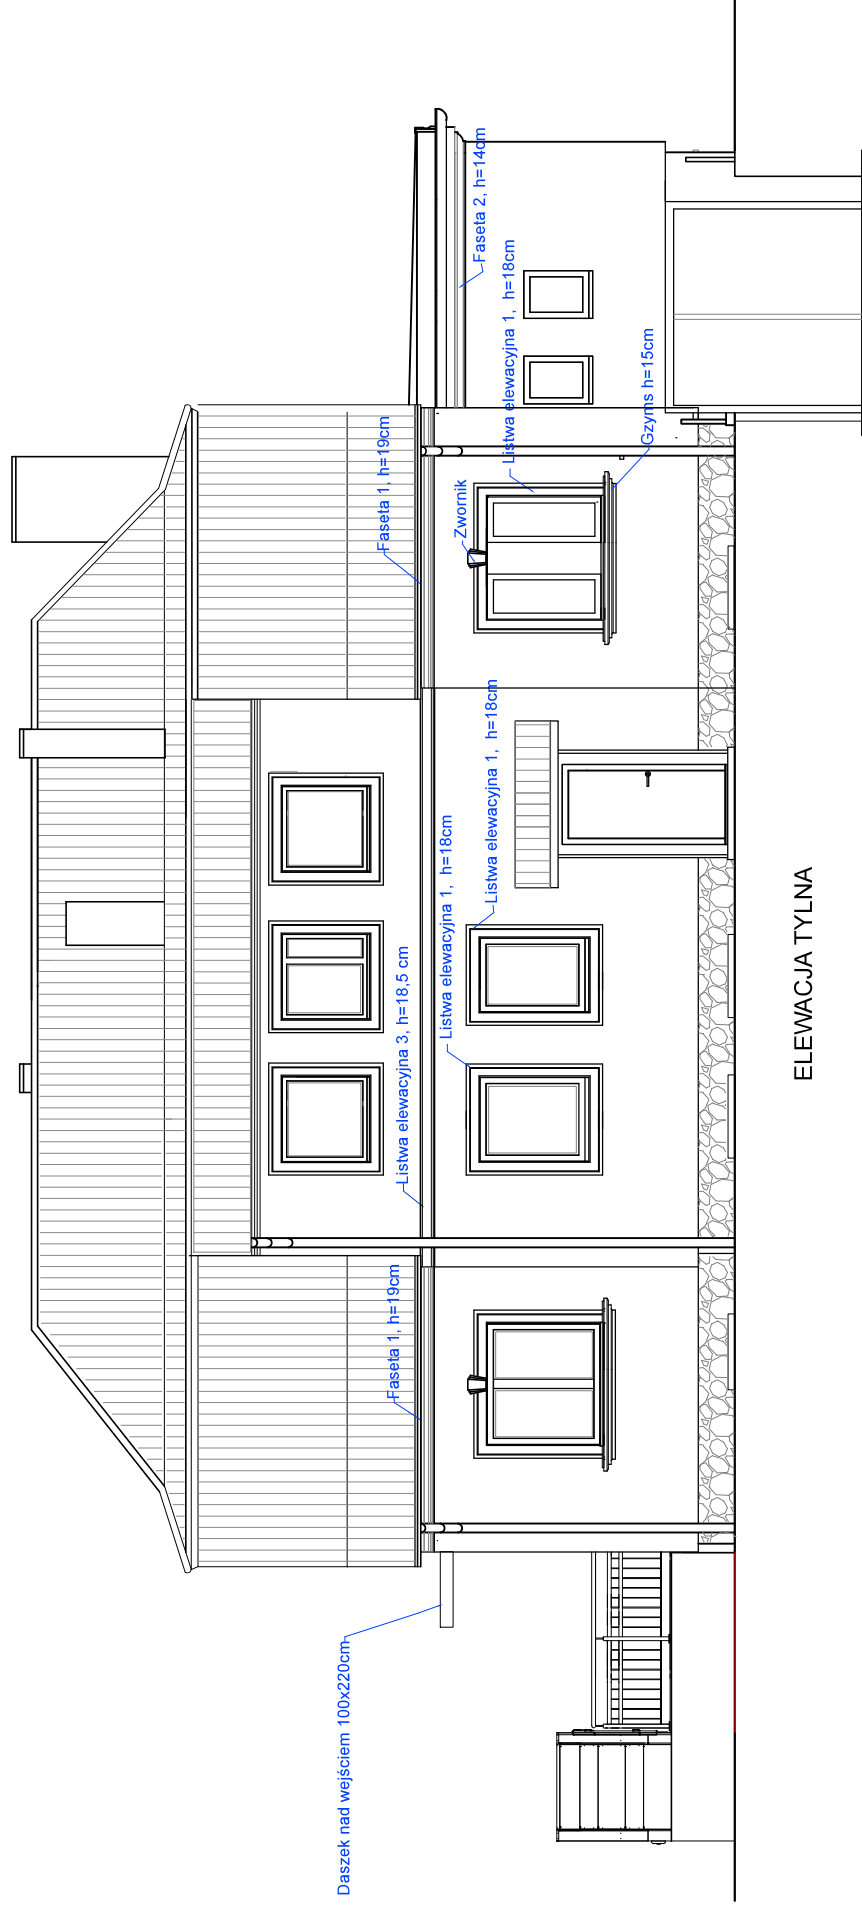 Daszek nad wejściem 100x220cm
Faseta 1, h=19cm
Listwa elewacyjna 3, h=18,5 cm
Listwa elewacyjna 1, h=18cm
Listwa elewacyjna 1, h=18cm
Faseta 1, h=19cm
Zwornik
Listwa elewacyjna 1, h=18cm
Gzyms h=15cm
Faseta 2, h=14cm
ELEWACJA TYLNA